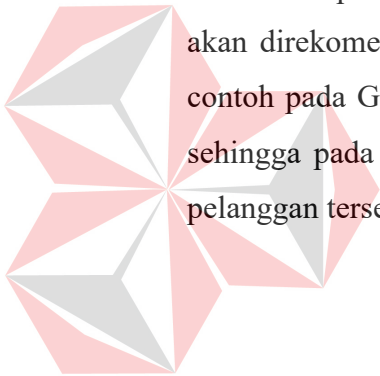 akan direkome
contoh pada G
sehingga pada
pelanggan terse